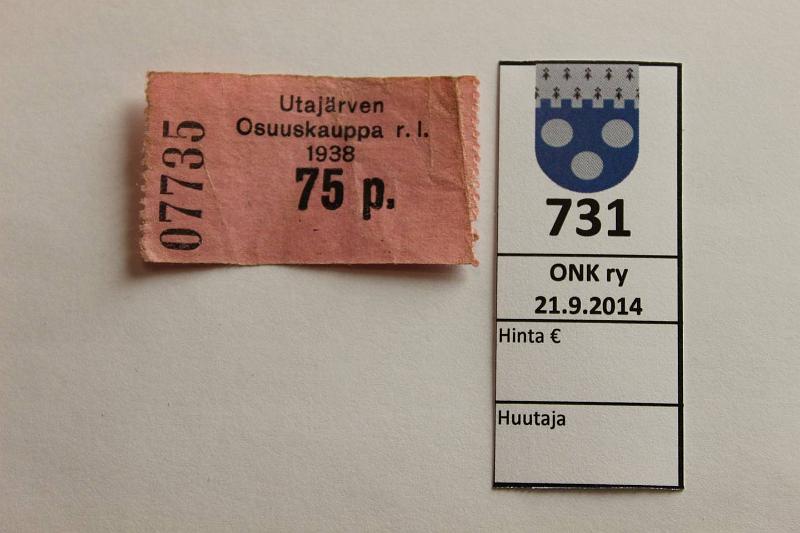 07735
Utajärven
Osuuskauppa r. l.
1938
75 p.
731
ONK ry
21.9.2014
Hinta €
Huutaja